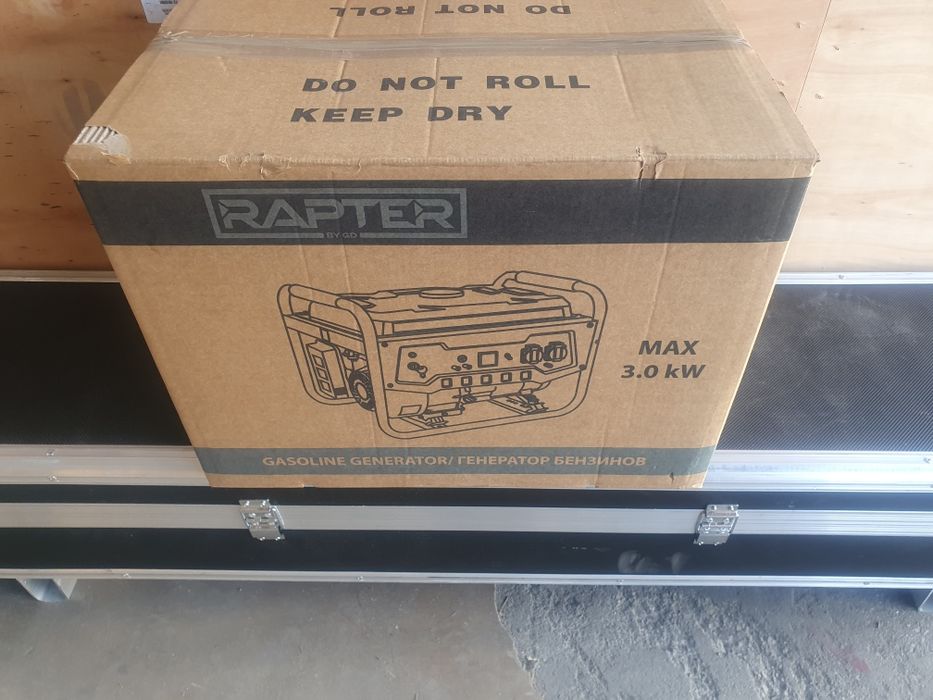 DO NOT ROLL
DO NOT ROLL
KEEP DRY
RAPTER
BY GD
MAX
3.0 kW
GASOLINE GENERATOR/ ГЕНЕРАТОР БЕНЗИНОВ